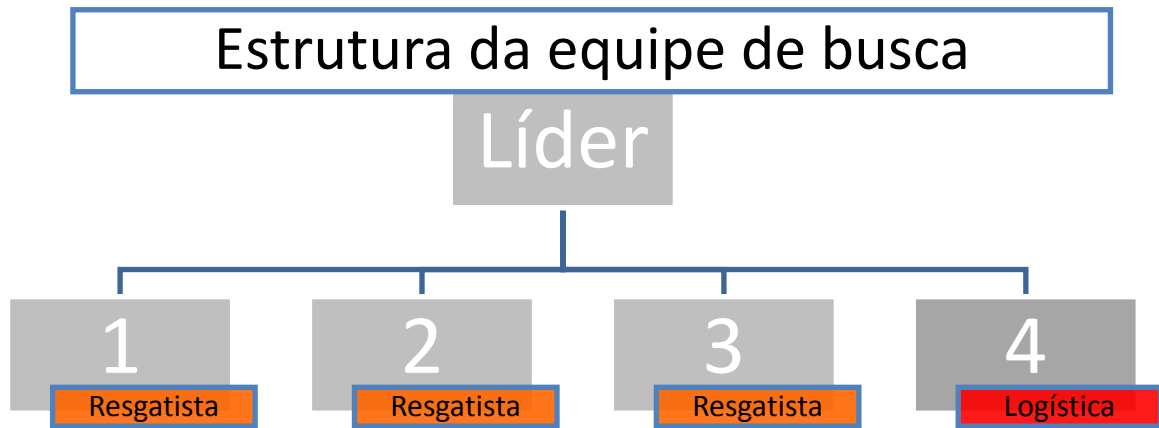 Estrutura da equipe de busca
Líder
1
Resgatista
2
Resgatista
3
Resgatista
4
Logística